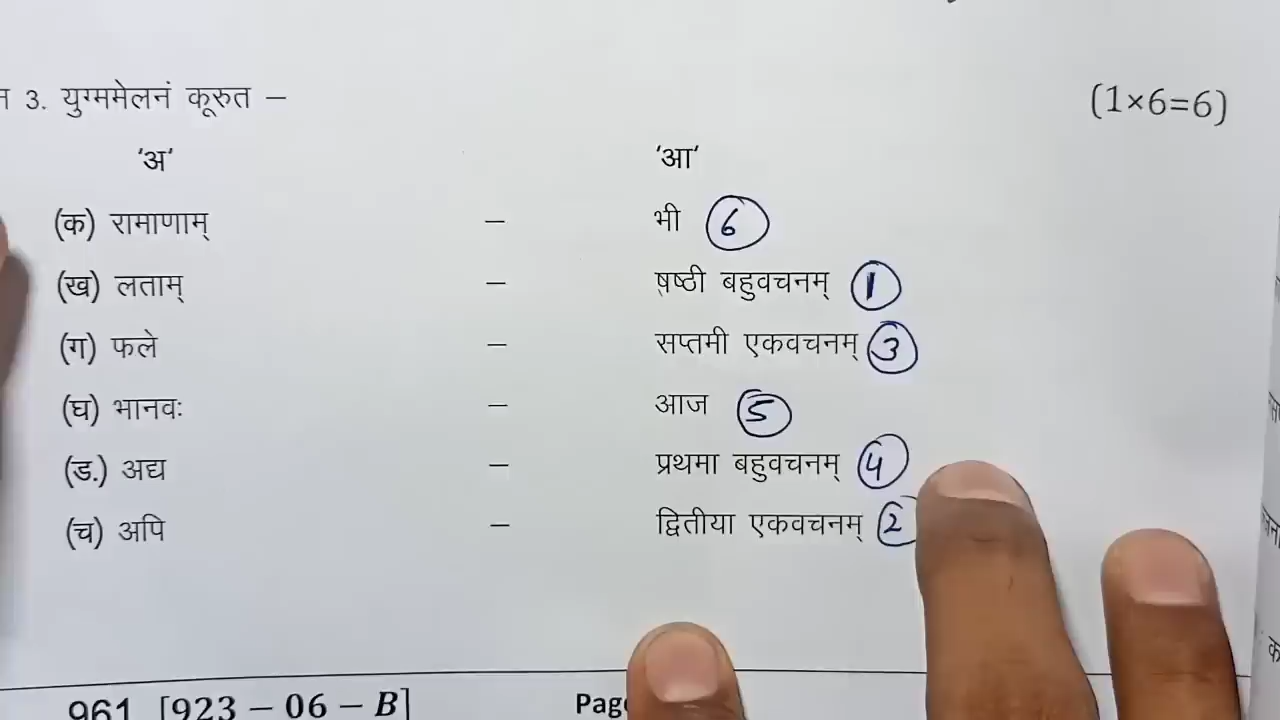 3. युग्ममेलनं कूरुत – (1×6=6)
'अ' 'आ'
(क) रामाणाम् – भी 6
(ख) लताम् – षष्ठी बहुवचनम् 1
(ग) फले – सप्तमी एकवचनम् 3
(घ) भानवः – आज 5
(ड.) अद्य – प्रथमा बहुवचनम् 4
(च) अपि – द्वितीया एकवचनम् 2
961 [923 – 06 – B] Page